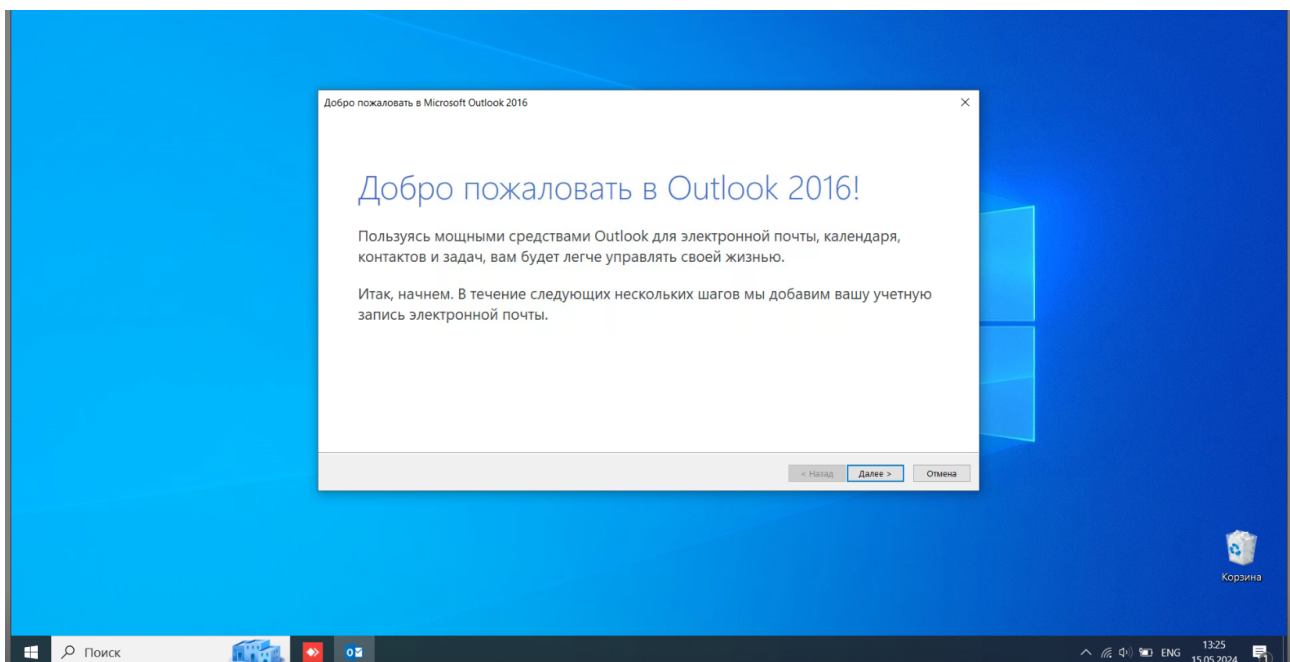 Добро пожаловать в Microsoft Outlook 2016
Добро пожаловать в Outlook 2016!
Пользуясь мощными средствами Outlook для электронной почты, календаря,
контактов и задач, вам будет легче управлять своей жизнью.
Итак, начнем. В течение следующих нескольких шагов мы добавим вашу учетную
запись электронной почты.
< Назад Далее > Отмена
Корзина
Поиск
ENG
13:25
15.05.2024
1